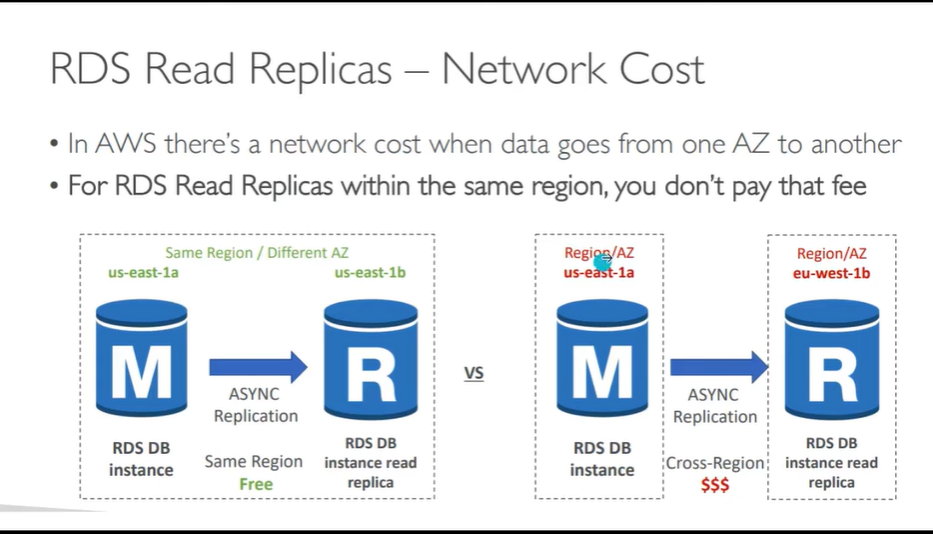 RDS Read Replicas – Network Cost
• In AWS there's a network cost when data goes from one AZ to another
• For RDS Read Replicas within the same region, you don't pay that fee
Same Region / Different AZ
us-east-1a
us-east-1b
M
R
ASYNC
Replication
RDS DB
instance
Same Region
Free
RDS DB
instance read
replica
vs
Region/AZ
us-east-1a
Region/AZ
eu-west-1b
M
R
ASYNC
Replication
RDS DB
instance
Cross-Region
$$$
RDS DB
instance read
replica